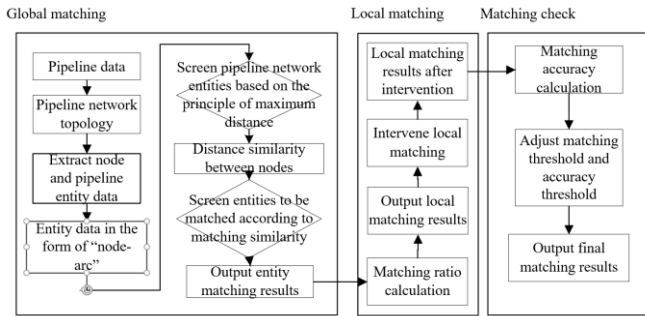 Global matching
Pipeline data
Pipeline network
topology
Extract node
and pipeline
entity data
Entity data in the
form of “node-
arc”
Screen pipeline network
entities based on the
principle of maximum
distance
Distance similarity
between nodes
Screen entities to be
matched according to
matching similarity
Output entity
matching results
Local matching
Local matching
results after
intervention
Intervene local
matching
Output local
matching results
Matching ratio
calculation
Matching check
Matching
accuracy
calculation
Adjust matching
threshold and
accuracy
threshold
Output final
matching results